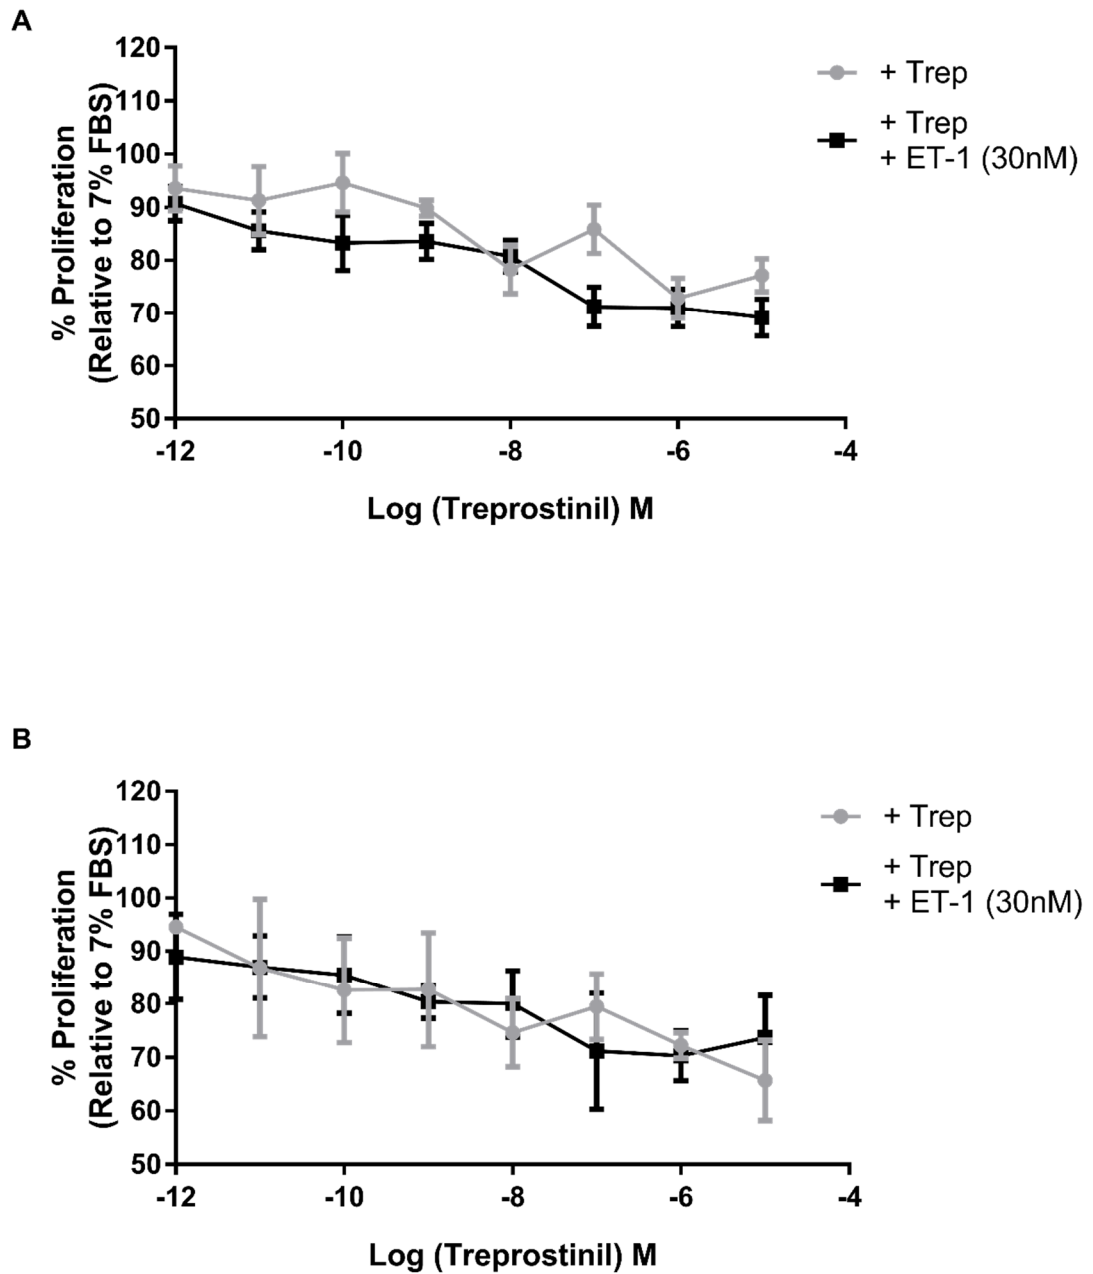 A
120
110
100
90
80
70
60
50
% Proliferation
(Relative to 7% FBS)
-12
-10
-8
-6
-4
Log (Treprostinil) M
+ Trep
+ Trep
+ ET-1 (30nM)
B
120
110
100
90
80
70
60
50
% Proliferation
(Relative to 7% FBS)
-12
-10
-8
-6
-4
Log (Treprostinil) M
+ Trep
+ Trep
+ ET-1 (30nM)